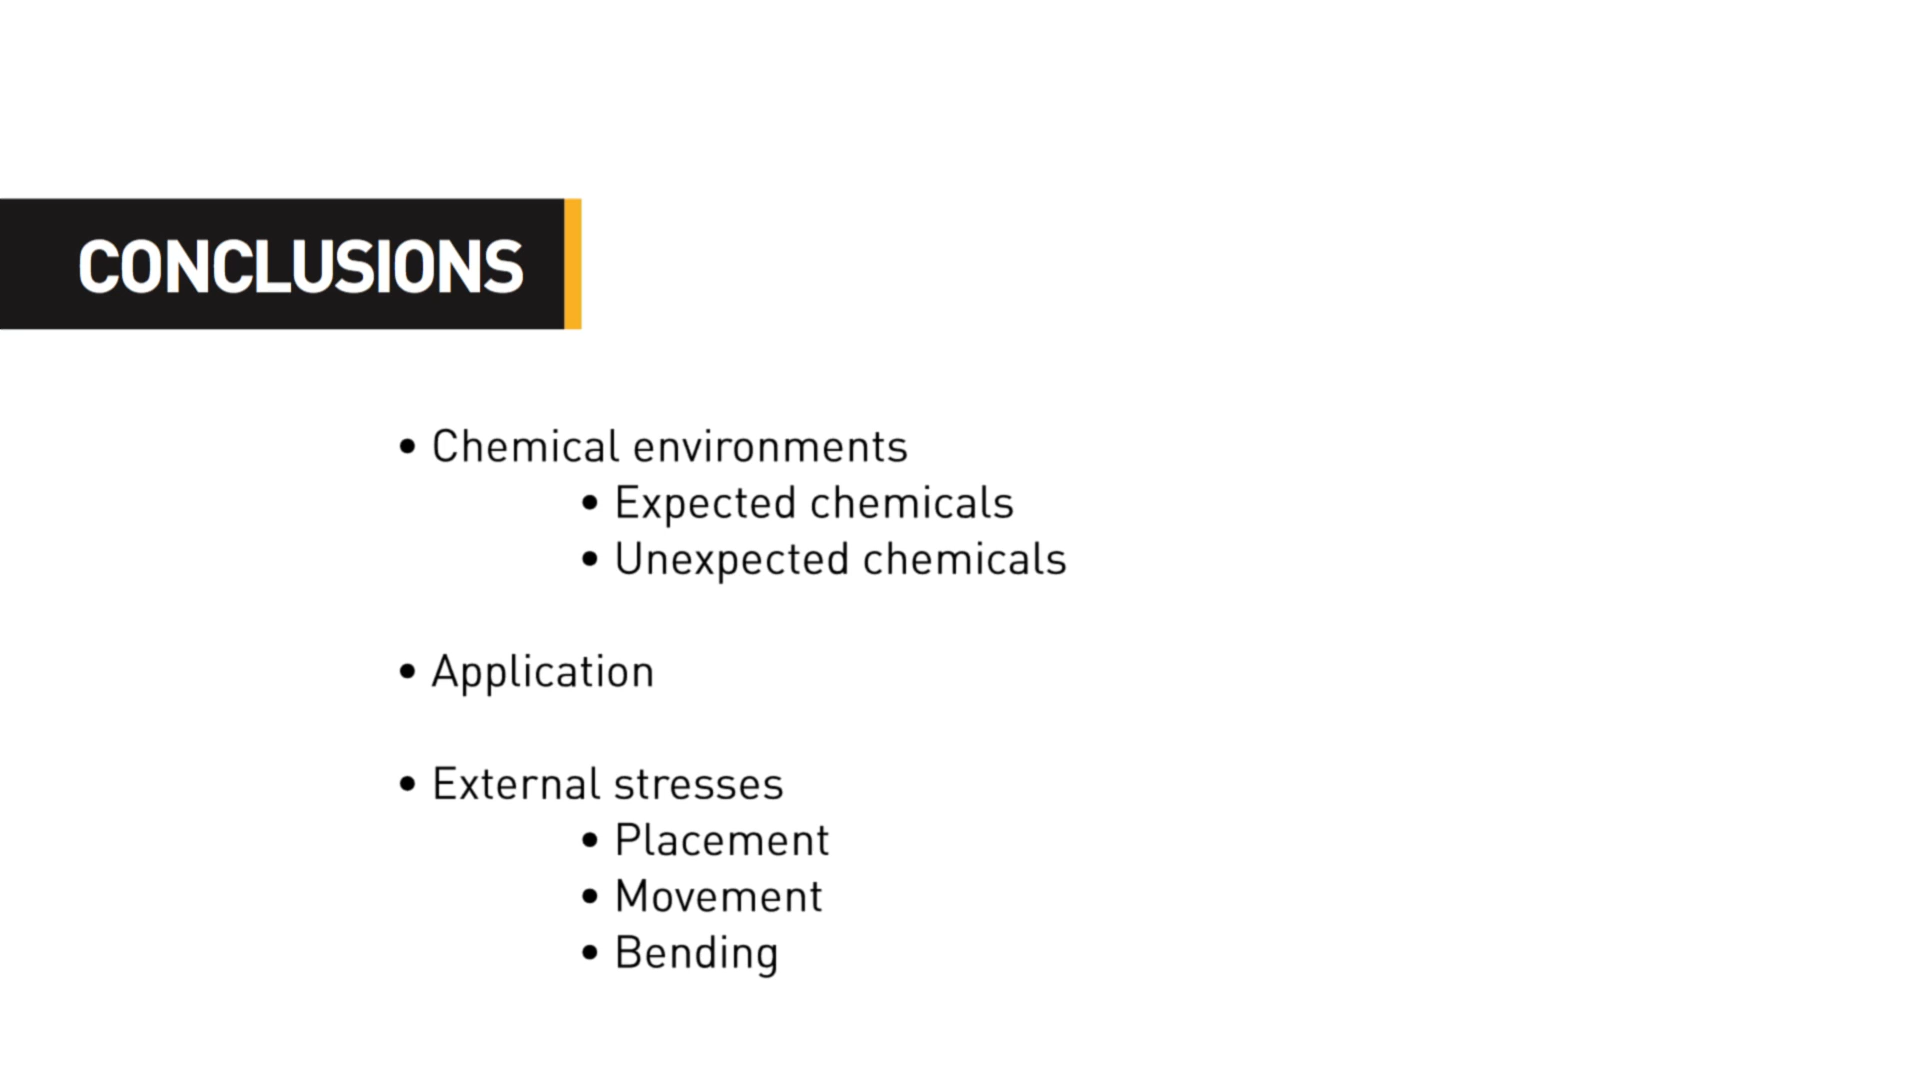 CONCLUSIONS
• Chemical environments
• Expected chemicals
• Unexpected chemicals
• Application
• External stresses
• Placement
• Movement
• Bending